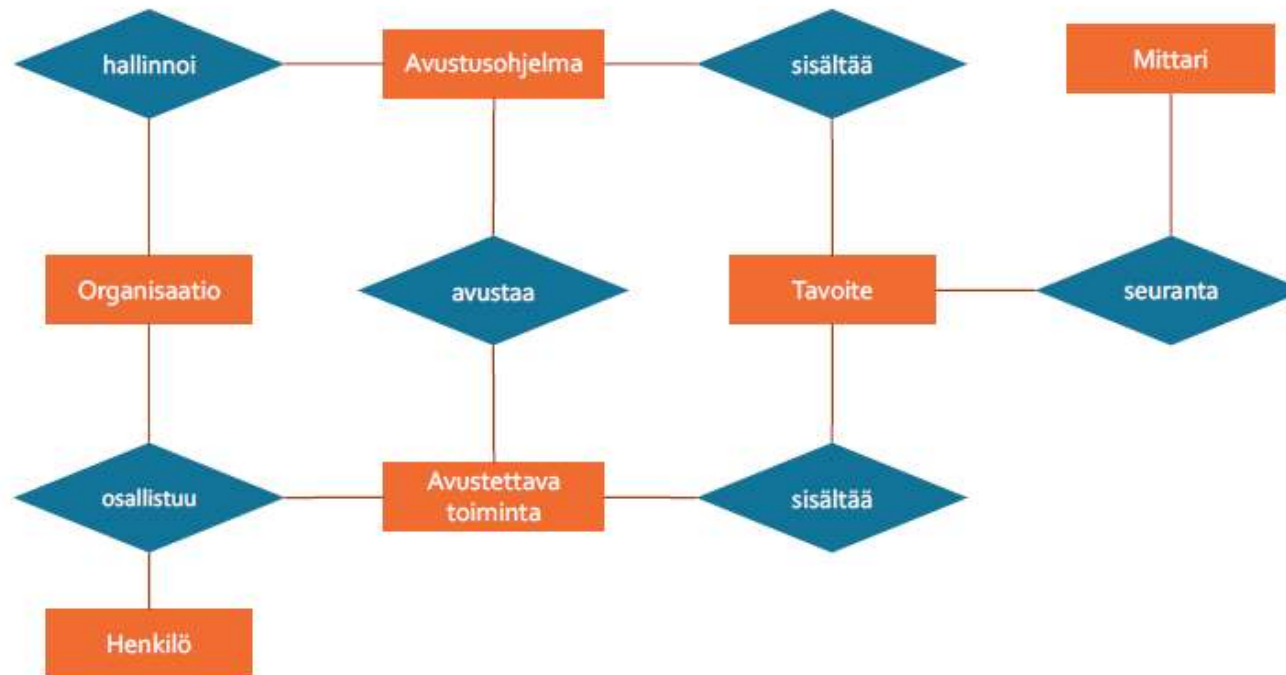 hallinnoi
Avustusohjelma
sisältää
Mittari
Organisaatio
avustaa
Tavoite
seuranta
osallistuu
Avustettava
toiminta
sisältää
Henkilö